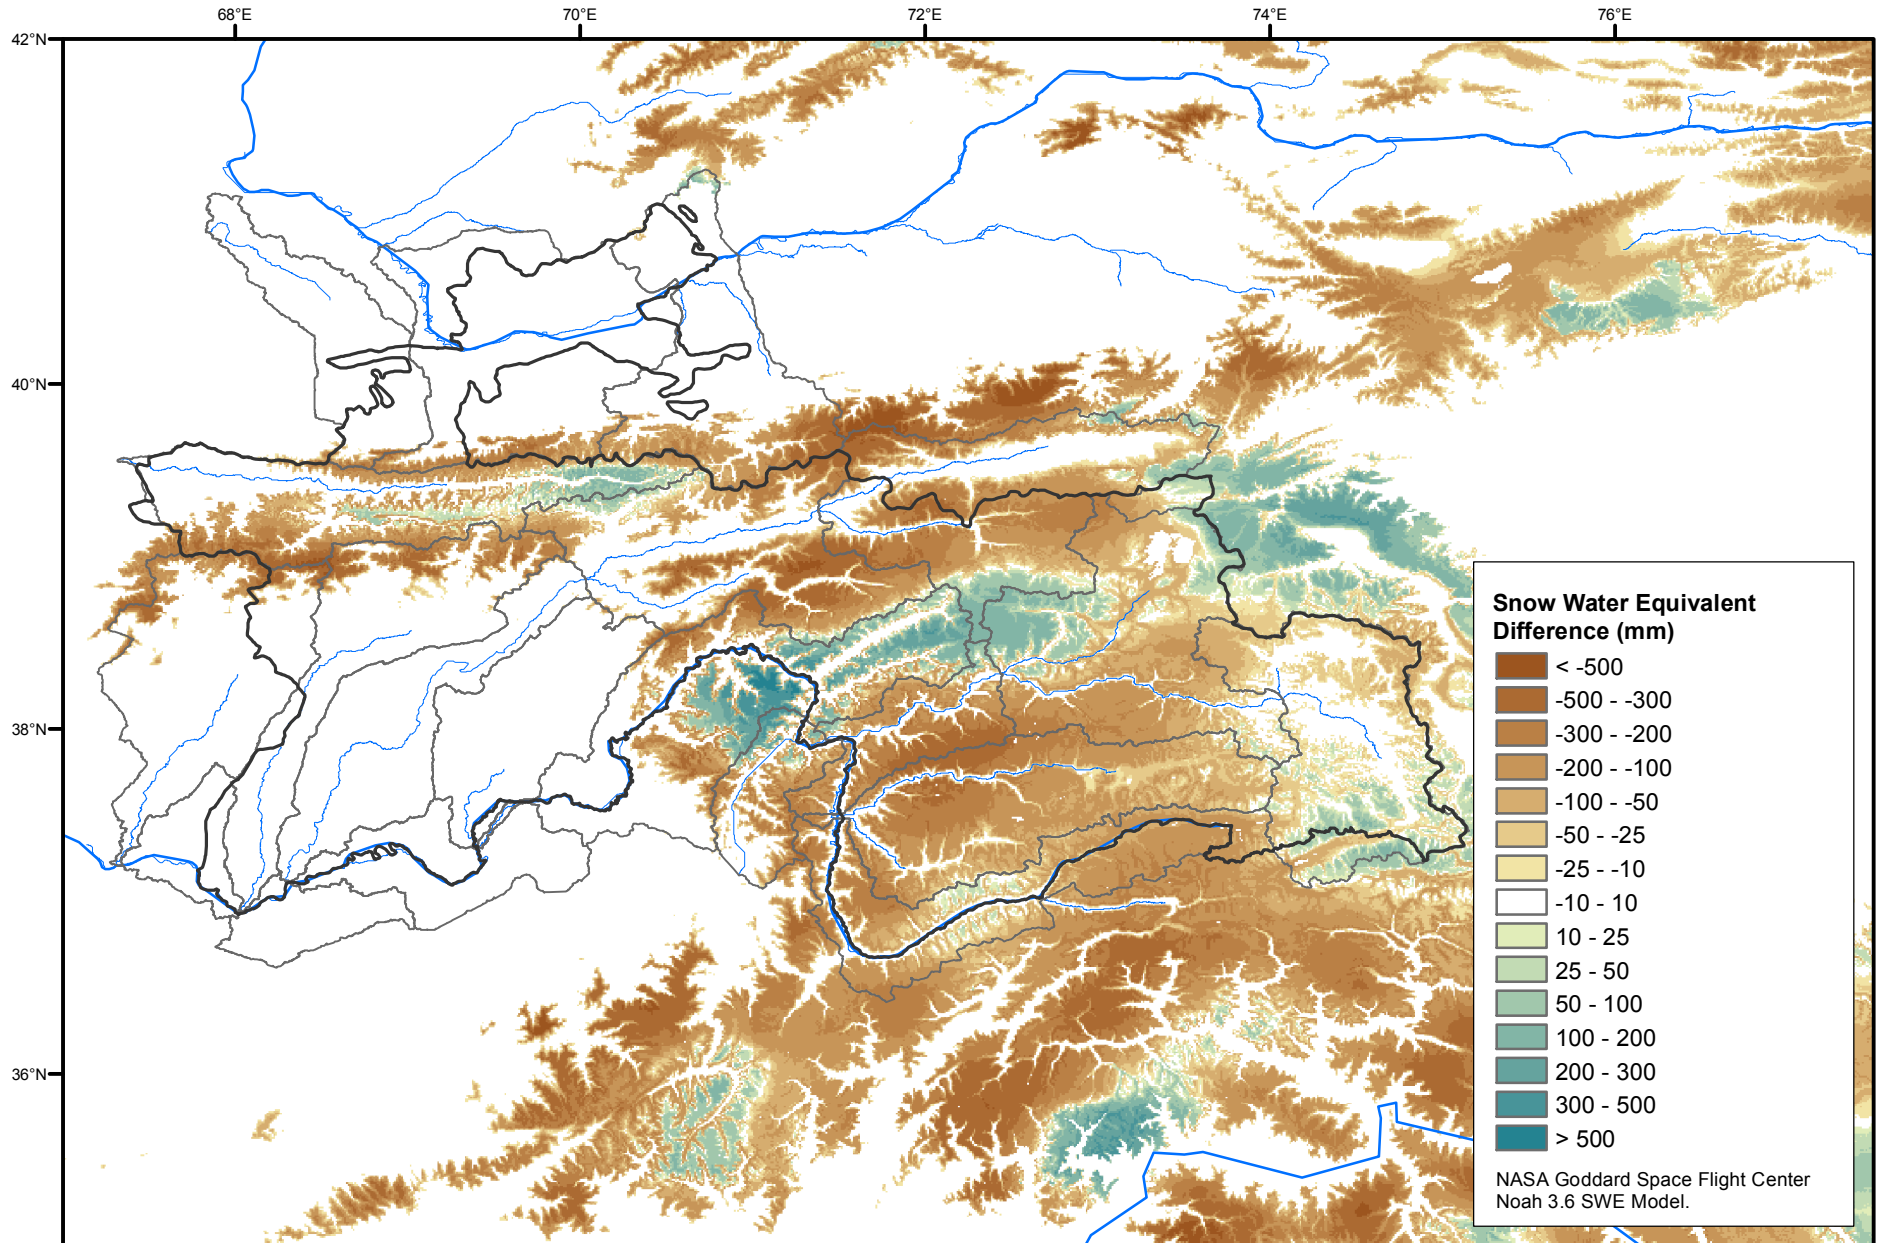 68°E
70°E
72°E
74°E
76°E
42°N
40°N
38°N
36°N
Snow Water Equivalent
Difference (mm)
< -500
-500 - -300
-300 - -200
-200 - -100
-100 - -50
-50 - -25
-25 - -10
-10 - 10
10 - 25
25 - 50
50 - 100
100 - 200
200 - 300
300 - 500
> 500
NASA Goddard Space Flight Center
Noah 3.6 SWE Model.